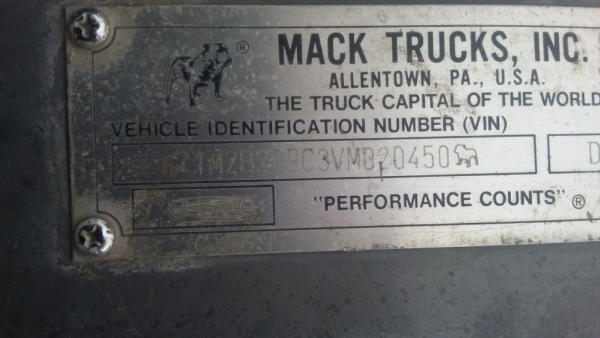 ®
MACK TRUCKS, INC.
ALLENTOWN, PA., U.S.A.
THE TRUCK CAPITAL OF THE WORLD
VEHICLE IDENTIFICATION NUMBER (VIN)
D
"PERFORMANCE COUNTS" ®